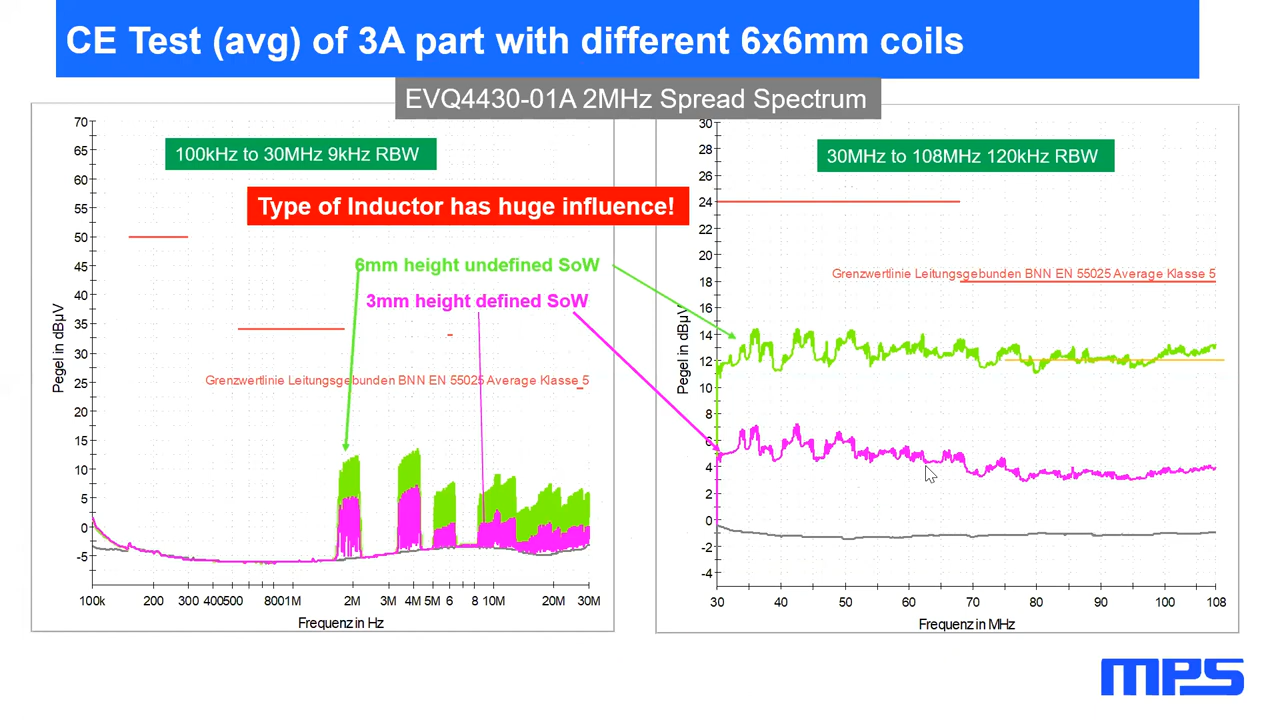 CE Test (avg) of 3A part with different 6x6mm coils
EVQ4430-01A 2MHz Spread Spectrum
100kHz to 30MHz 9kHz RBW
Type of Inductor has huge influence!
6mm height undefined SoW
3mm height defined SoW
Grenzwertlinie Leitungsgebunden BNN EN 55025 Average Klasse 5
Pegel in dBµV
70
65
60
55
50
45
40
35
30
25
20
15
10
5
0
-5
100k 200 300 400500 8001M 2M 3M 4M 5M 6 8 10M 20M 30M
Frequenz in Hz
30MHz to 108MHz 120kHz RBW
Grenzwertlinie Leitungsgebunden BNN EN 55025 Average Klasse 5
Pegel in dBµV
30
28
26
24
22
20
18
16
14
12
10
8
6
4
2
0
-2
-4
30 40 50 60 70 80 90 100 108
Frequenz in MHz
MPS